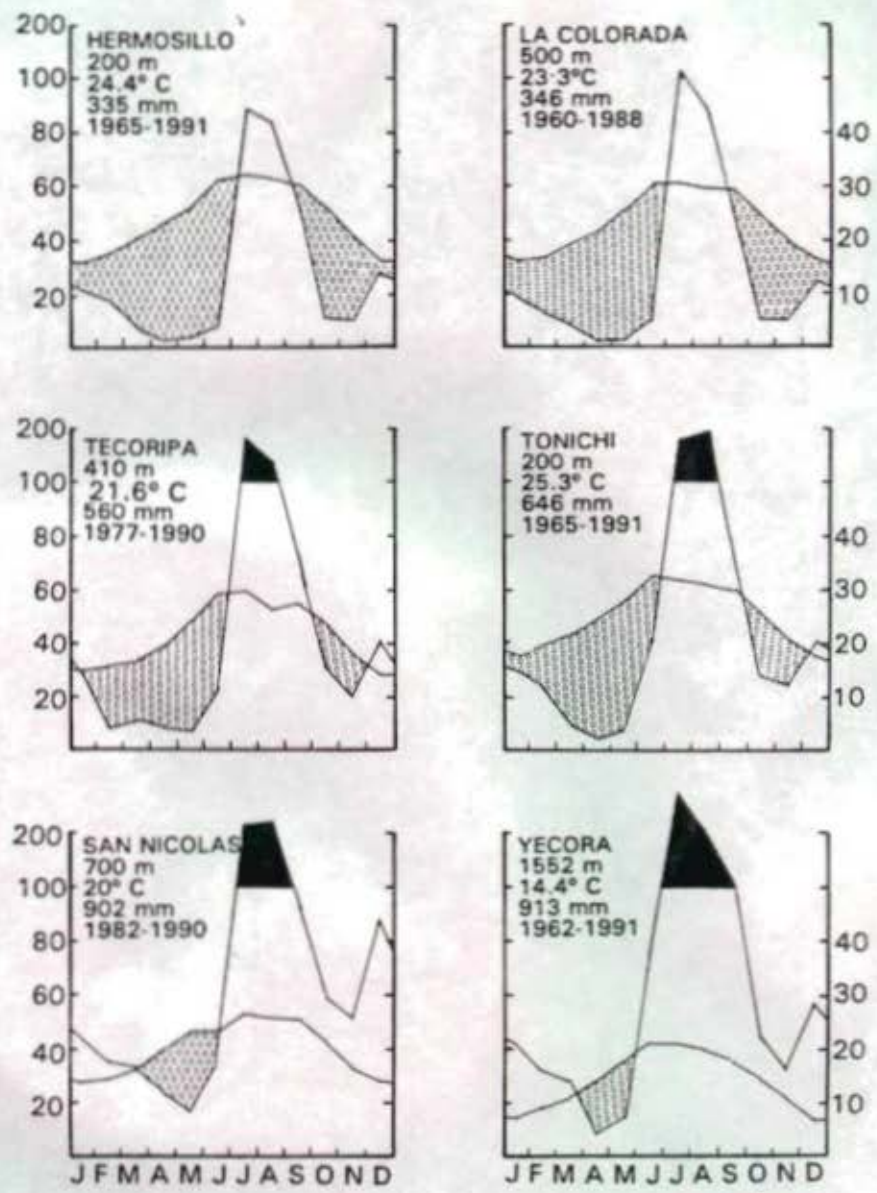 200
100
80
60
40
20
HERMOSILLO
200 m
24.4° C
335 mm
1965-1991
LA COLORADA
500 m
23·3°C
346 mm
1960-1988
40
30
20
10
200
100
80
60
40
20
TECORIPA
410 m
21.6° C
560 mm
1977-1990
TONICHI
200 m
25.3° C
646 mm
1965-1991
40
30
20
10
200
100
80
60
40
20
SAN NICOLAS
700 m
20° C
902 mm
1982-1990
YECORA
1552 m
14.4° C
913 mm
1962-1991
40
30
20
10
J F M A M J J A S O N D
J F M A M J J A S O N D